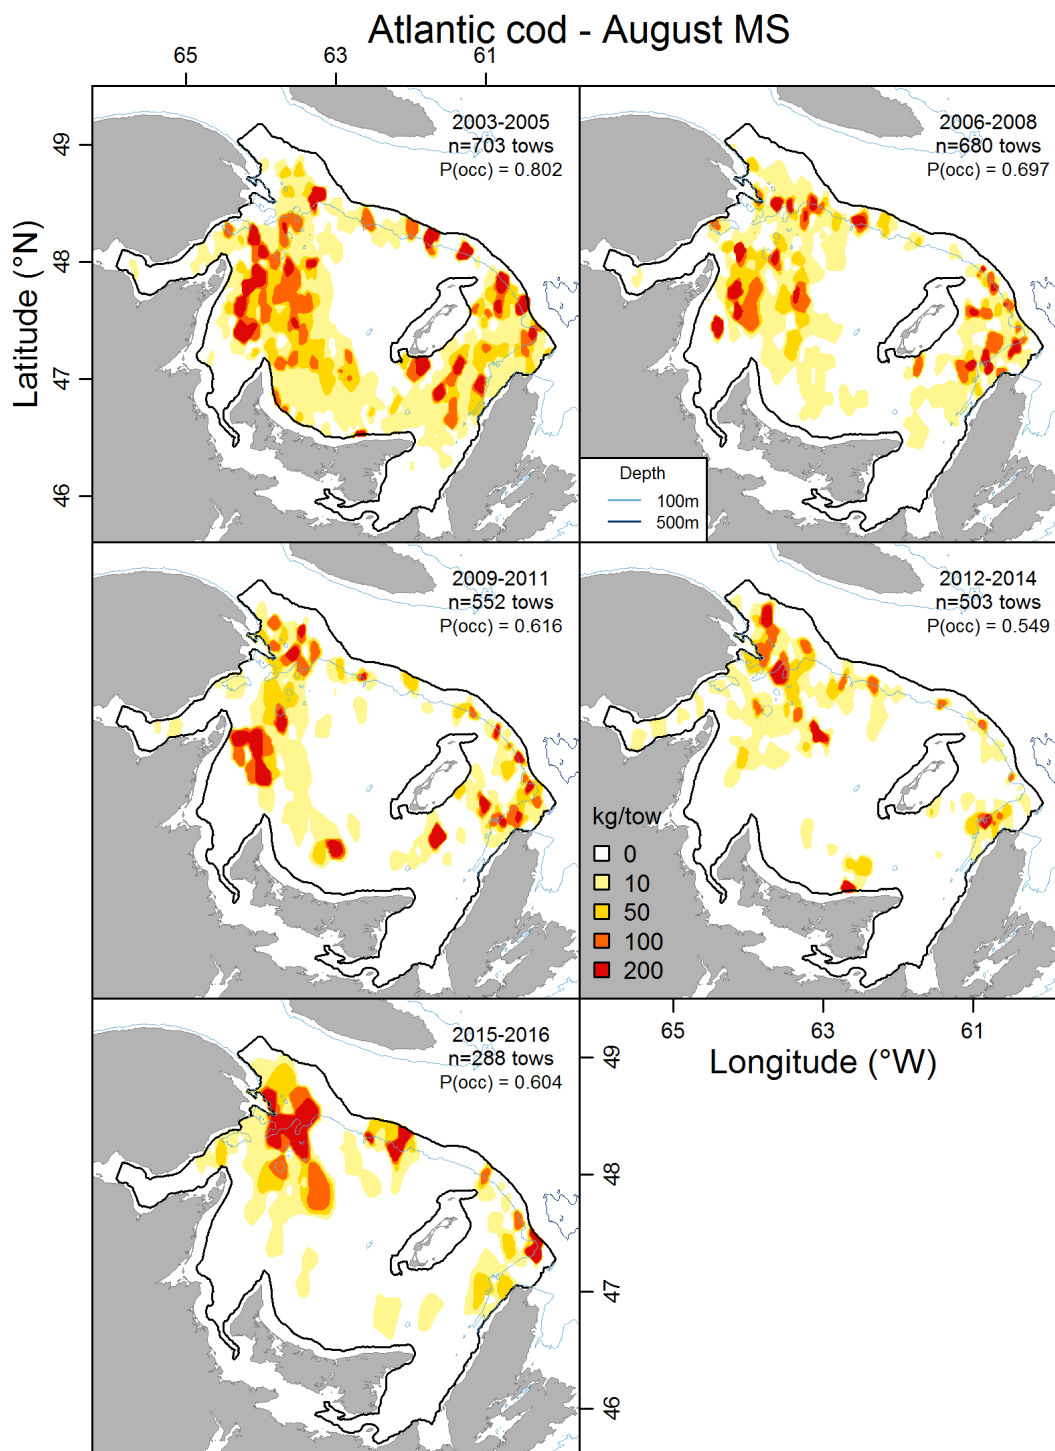 Atlantic cod - August MS
65 63 61
2003-2005
n=703 tows
P(occ) = 0.802
2006-2008
n=680 tows
P(occ) = 0.697
Latitude (°N)
49
48
47
46
Depth
100m
500m
2009-2011
n=552 tows
P(occ) = 0.616
2012-2014
n=503 tows
P(occ) = 0.549
kg/tow
0
10
50
100
200
2015-2016
n=288 tows
P(occ) = 0.604
65 63 61
Longitude (°W)
49
48
47
46